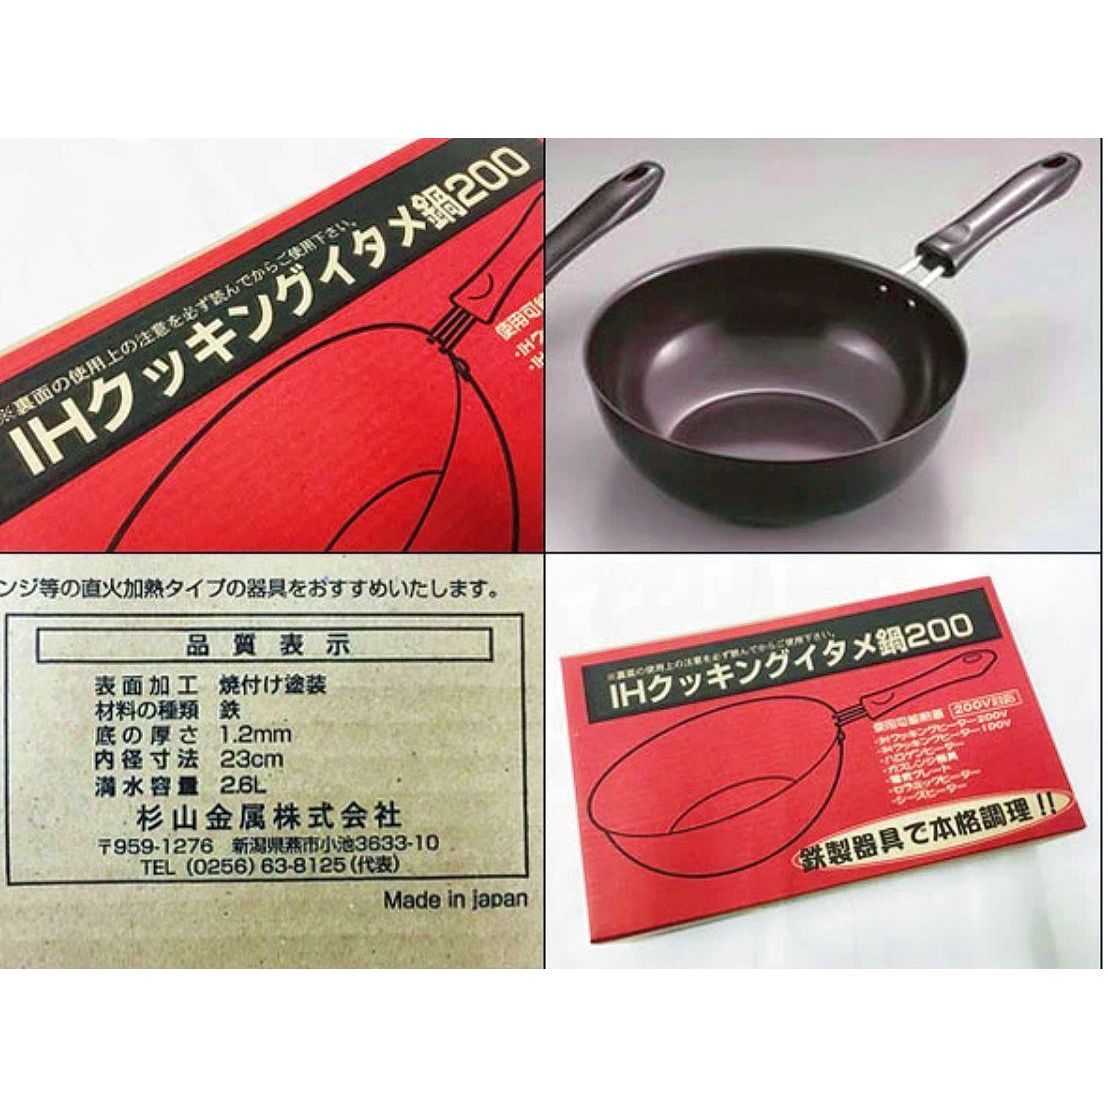 ※裏面の使用上の注意を必ず読んでからご使用下さい。
IHクッキングイタメ鍋200
使用可能
・IHク
ンジ等の直火加熱タイプの器具をおすすめいたします。
品質表示
表面加工 焼付け塗装
材料の種類 鉄
底の厚さ 1.2mm
内径寸法 23cm
満水容量 2.6L
杉山金属株式会社
〒959-1276 新潟県燕市小池3633-10
TEL (0256) 63-8125 (代表)
Made in japan
※裏面の使用上の注意を必ず読んでからご使用下さい。
IHクッキングイタメ鍋200
使用可能熱器 200V対応
・IHクッキングヒーター200V
・IHクッキングヒーター100V
・ハロゲンヒーター
・ガスレンジ器具
・電気プレート
・セラミックヒーター
・シーズヒーター
鉄製器具で本格調理!!